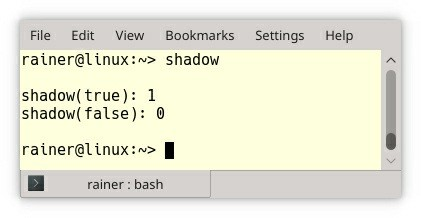 File Edit View Bookmarks Settings Help
rainer@linux:~> shadow
shadow(true): 1
shadow(false): 0
rainer@linux:~>
rainer : bash